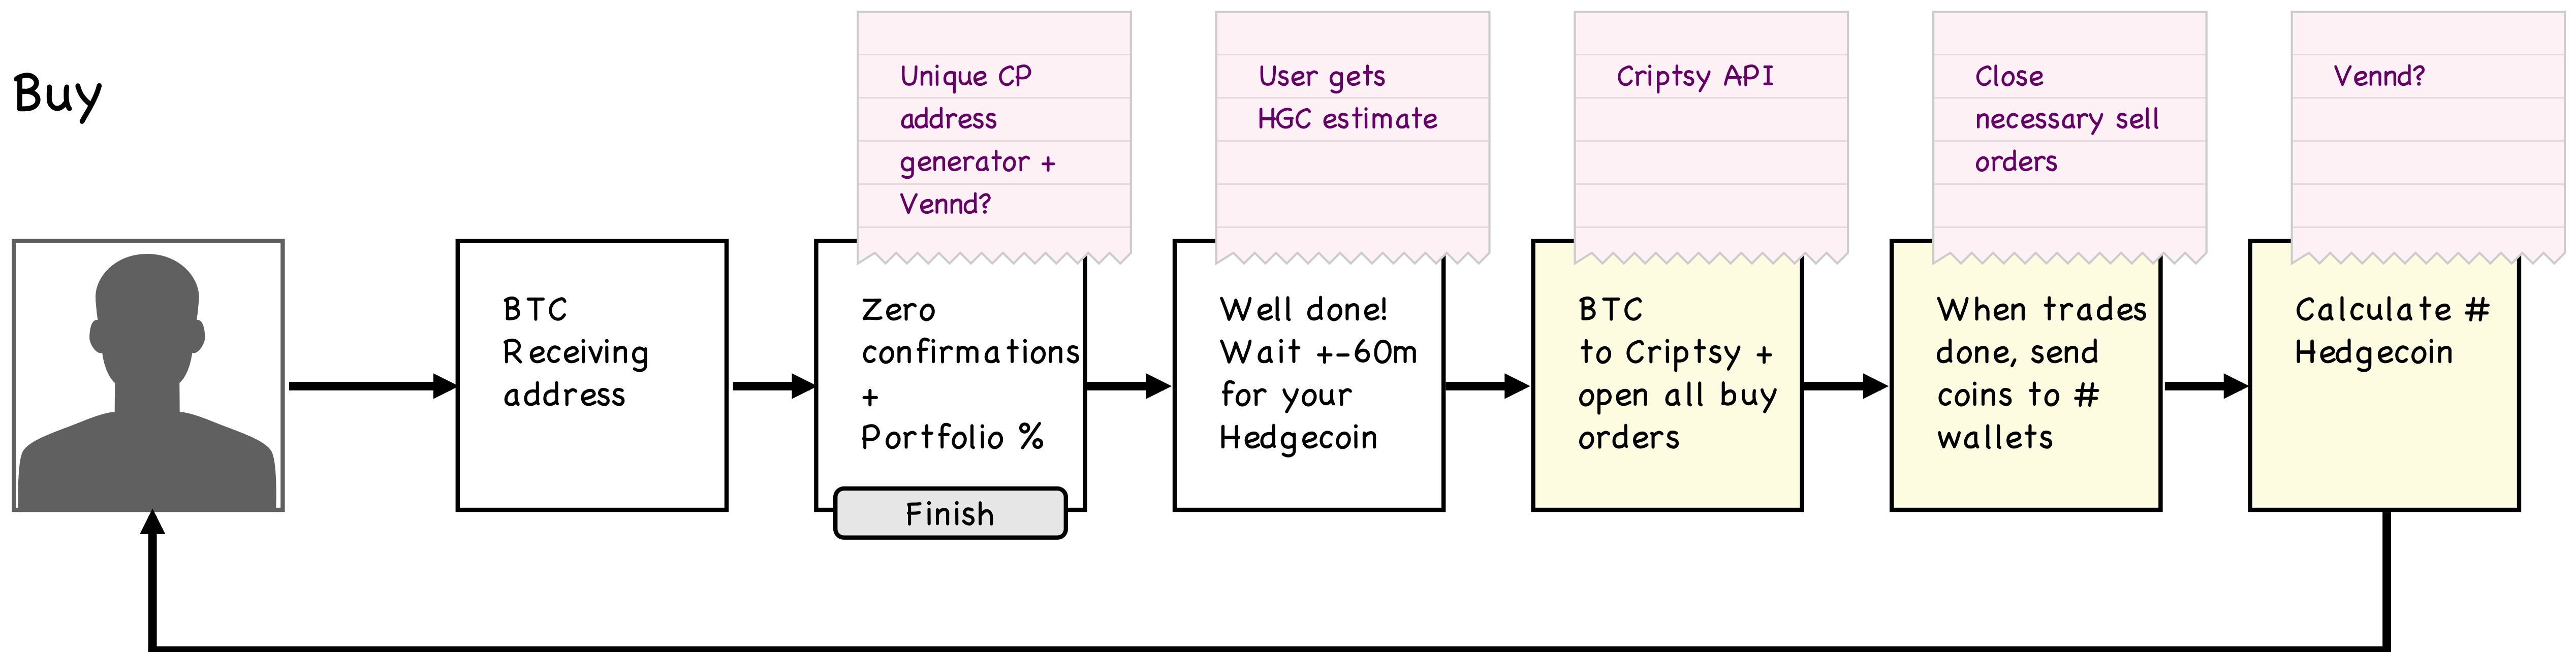 Buy
Unique CP
address
generator +
Vennd?
User gets
HGC estimate
Criptsy API
Close
necessary sell
orders
Vennd?
BTC
Receiving
address
Zero
confirmations
+
Portfolio %
Finish
Well done!
Wait +-60m
for your
Hedgecoin
BTC
to Criptsy +
open all buy
orders
When trades
done, send
coins to #
wallets
Calculate #
Hedgecoin